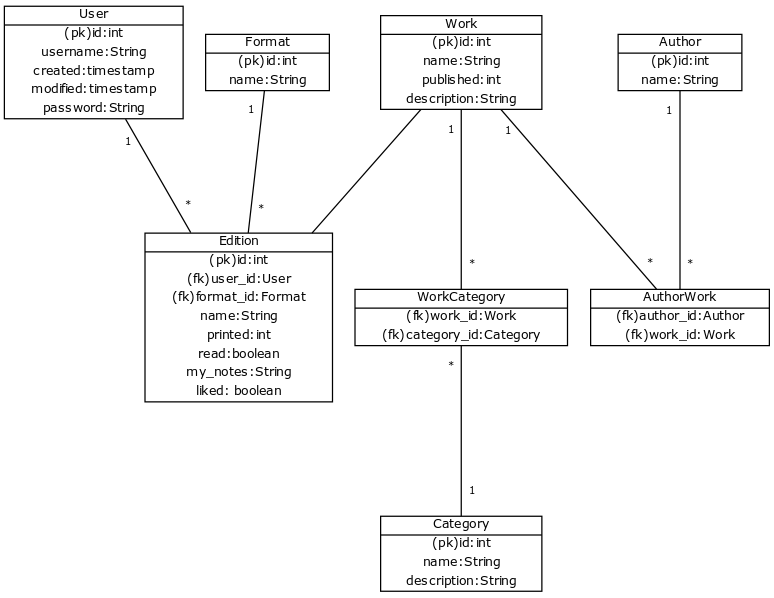 User
(pk)id:int
username:String
created:timestamp
modified:timestamp
password:String
Format
(pk)id:int
name:String
Work
(pk)id:int
name:String
published:int
description:String
Author
(pk)id:int
name:String
1
*
1
*
1
*
1
*
1
*
Edition
(pk)id:int
(fk)user_id:User
(fk)format_id:Format
name:String
printed:int
read:boolean
my_notes:String
liked: boolean
WorkCategory
(fk)work_id:Work
(fk)category_id:Category
AuthorWork
(fk)author_id:Author
(fk)work_id:Work
*
1
Category
(pk)id:int
name:String
description:String